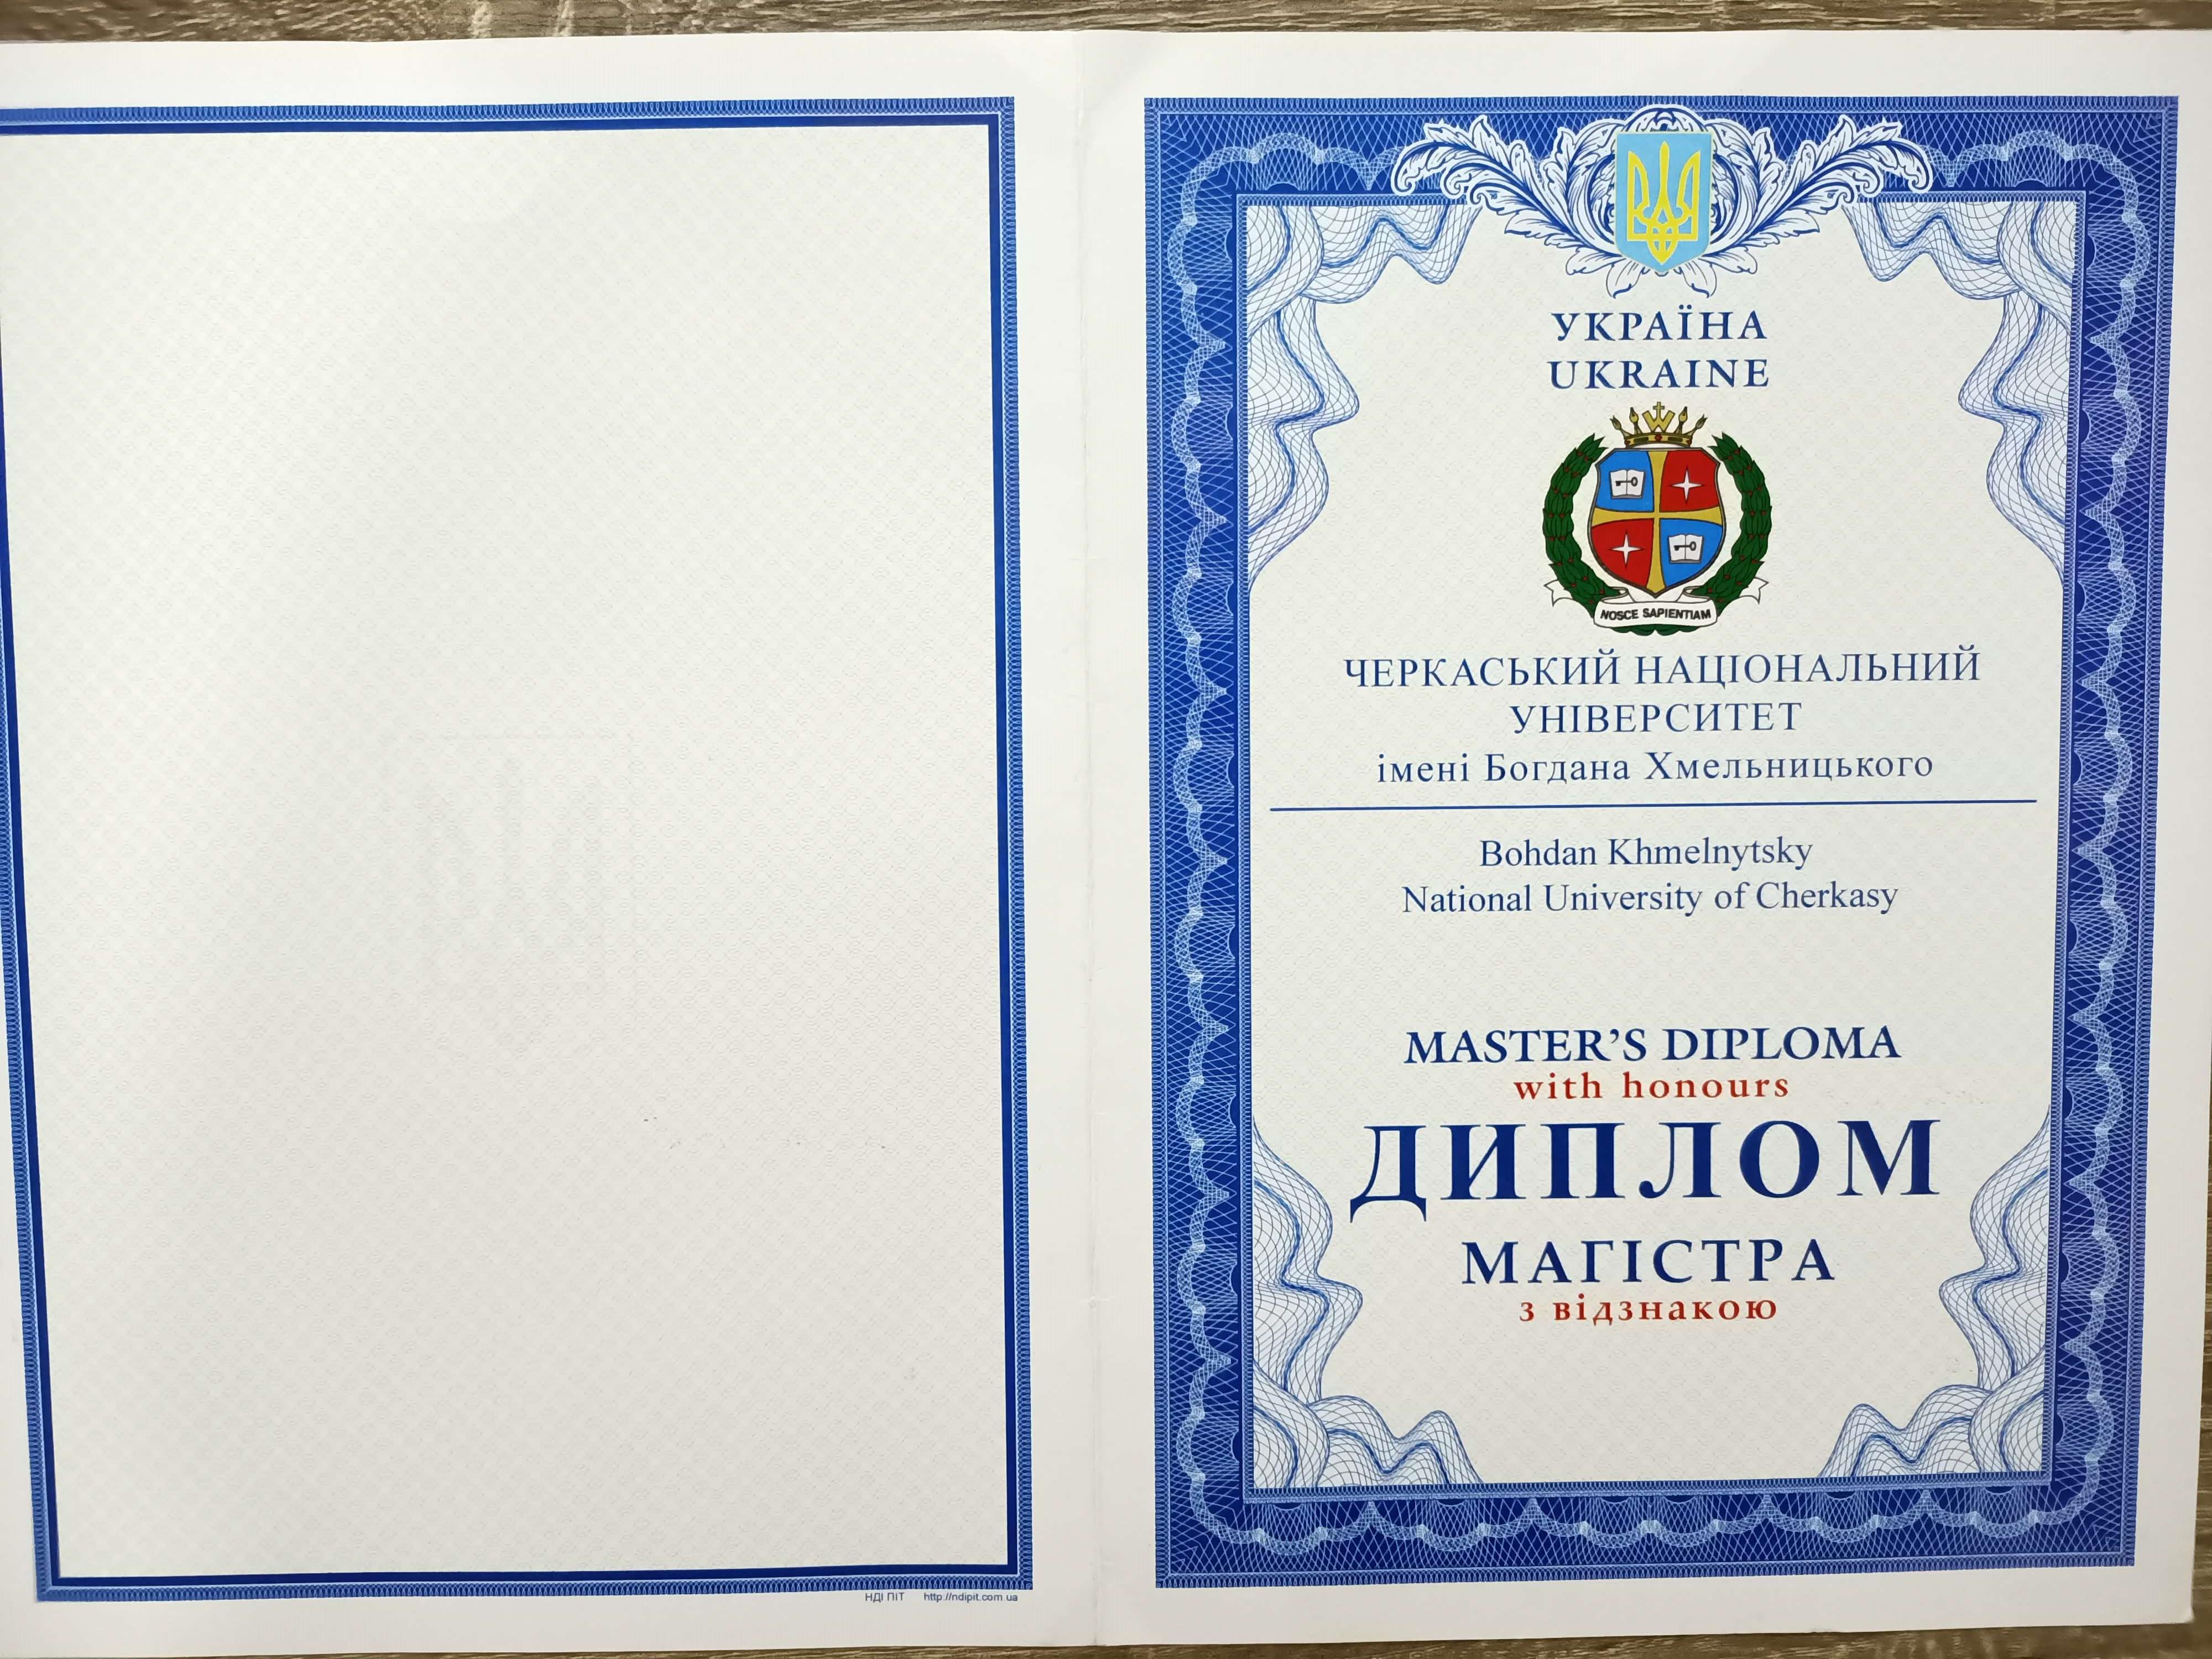 УКРАЇНА
UKRAINE
W
NOSCE SAPIENTIAM
ЧЕРКАСЬКИЙ НАЦІОНАЛЬНИЙ
УНІВЕРСИТЕТ
імені Богдана Хмельницького
Bohdan Khmelnytsky
National University of Cherkasy
MASTER’S DIPLOMA
with honours
ДИПЛОМ
МАГІСТРА
з відзнакою
НДІ ПІТ http://ndipit.com.ua